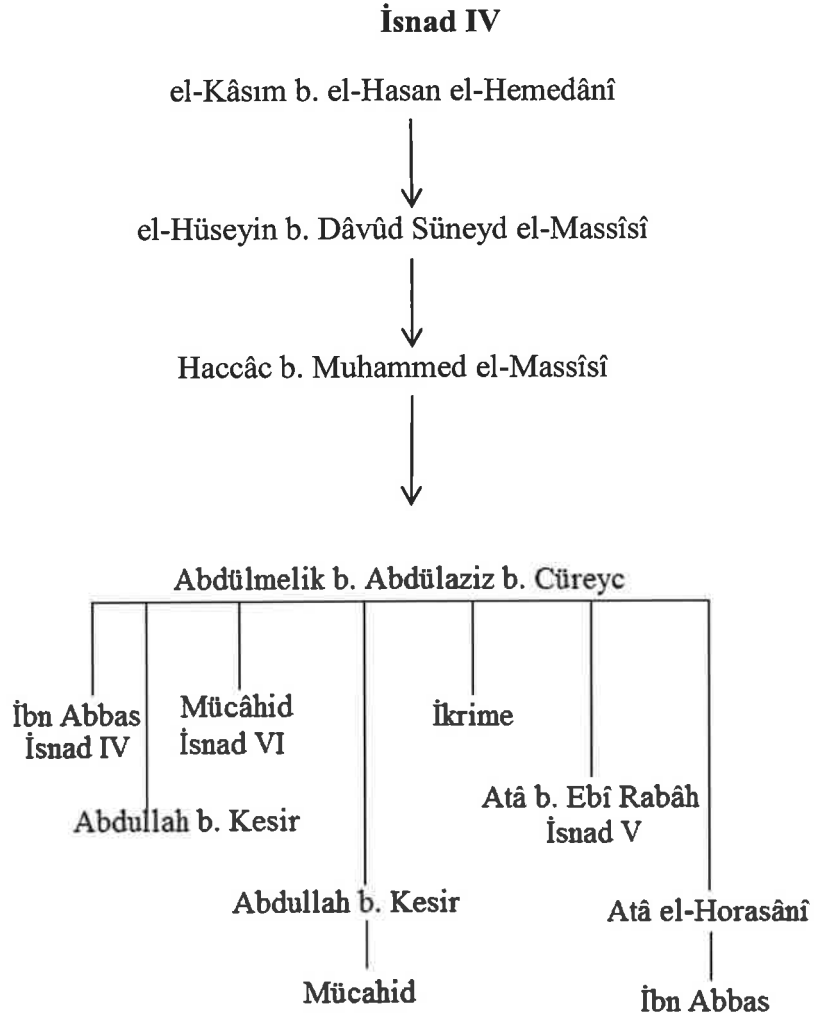 İsnad IV
el-Kâsım b. el-Hasan el-Hemedânî
el-Hüseyin b. Dâvûd Süneyd el-Massîsî
Haccâc b. Muhammed el-Massîsî
Abdülmelik b. Abdülaziz b. Cüreyc
İbn Abbas
İsnad IV
Mücâhid
İsnad VI
İkrime
Abdullah b. Kesir
Atâ b. Ebî Rabâh
İsnad V
Abdullah b. Kesir
Mücahid
Atâ el-Horasânî
İbn Abbas